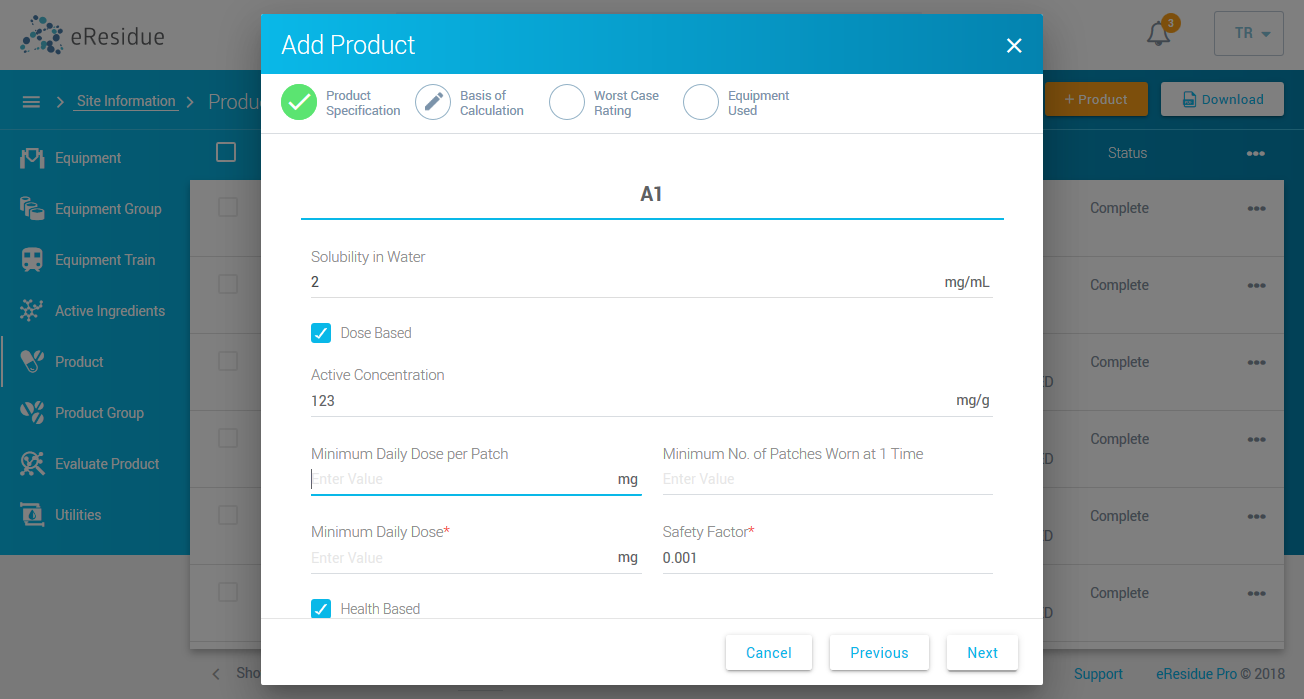 eResidue
3
TR
Site Information
Add Product
+ Product
Download
Product Specification
Basis of Calculation
Worst Case Rating
Equipment Used
Equipment
Equipment Group
Equipment Train
Active Ingredients
Product
Product Group
Evaluate Product
Utilities
Status
Complete
Complete
Complete
Complete
Complete
Complete
A1
Solubility in Water
2 mg/mL
Dose Based
Active Concentration
123 mg/g
Minimum Daily Dose per Patch
Enter Value mg
Minimum No. of Patches Worn at 1 Time
Enter Value
Minimum Daily Dose*
Enter Value mg
Safety Factor*
0.001
Health Based
Cancel
Previous
Next
Support
eResidue Pro © 2018